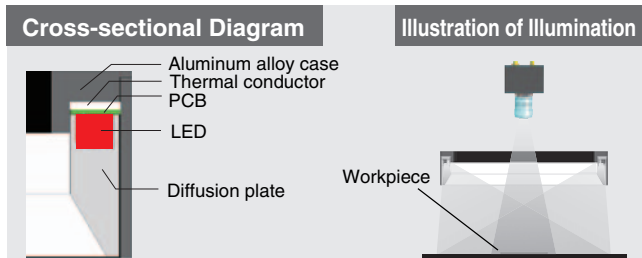 Cross-sectional Diagram
Aluminum alloy case
Thermal conductor
PCB
LED
Diffusion plate
Illustration of Illumination
Workpiece